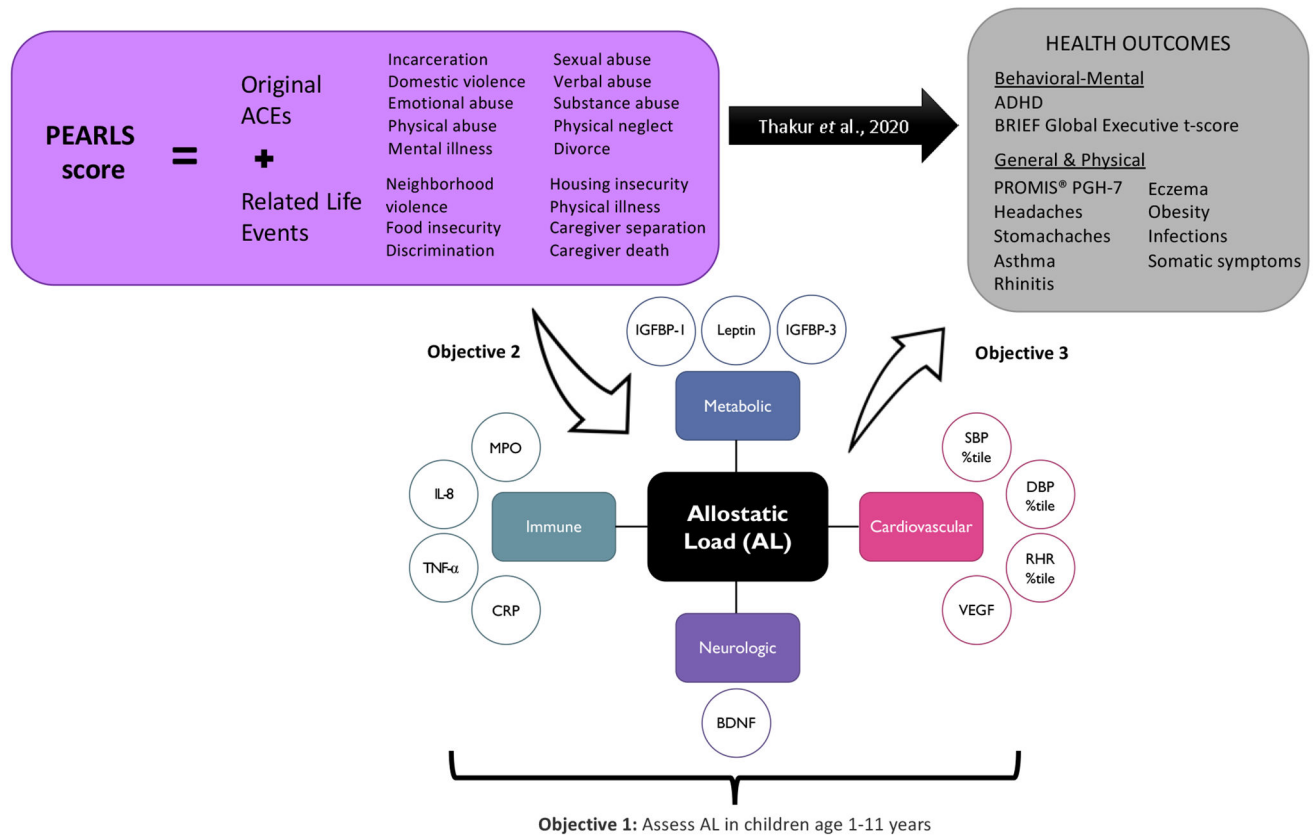 PEARLS
score
=
Original
ACEs
+
Related Life
Events
Incarceration
Domestic violence
Emotional abuse
Physical abuse
Mental illness
Sexual abuse
Verbal abuse
Substance abuse
Physical neglect
Divorce
Neighborhood
violence
Food insecurity
Discrimination
Housing insecurity
Physical illness
Caregiver separation
Caregiver death
Thakur et al., 2020
HEALTH OUTCOMES
Behavioral-Mental
ADHD
BRIEF Global Executive t-score
General & Physical
PROMIS® PGH-7
Headaches
Stomachaches
Asthma
Rhinitis
Eczema
Obesity
Infections
Somatic symptoms
Objective 2
Objective 3
IGFBP-1
Leptin
IGFBP-3
Metabolic
MPO
IL-8
TNF-α
CRP
Immune
Allostatic
Load (AL)
Cardiovascular
SBP
%tile
DBP
%tile
RHR
%tile
VEGF
Neurologic
BDNF
Objective 1: Assess AL in children age 1-11 years